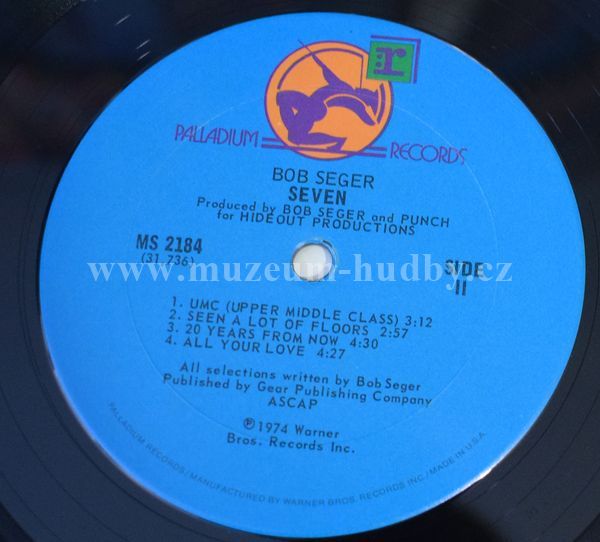 r
PALLADIUM RECORDS
BOB SEGER
SEVEN
Produced by BOB SEGER and PUNCH
for HIDEOUT PRODUCTIONS
MS 2184
(31,736)
SIDE
II
www.muzeum-hudby.cz
1. UMC (UPPER MIDDLE CLASS) 3:12
2. SEEN A LOT OF FLOORS 2:57
3. 20 YEARS FROM NOW 4:30
4. ALL YOUR LOVE 4:27
All selections written by Bob Seger
Published by Gear Publishing Company
ASCAP
℗1974 Warner
Bros. Records Inc.
PALLADIUM RECORDS/MANUFACTURED BY WARNER BROS. RECORDS INC./MADE IN U.S.A.